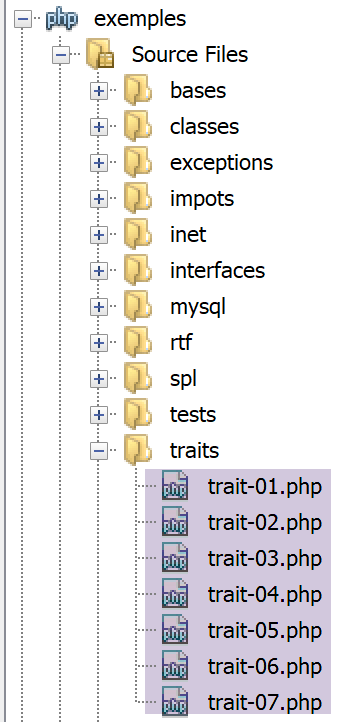 php exemples
Source Files
bases
classes
exceptions
impots
inet
interfaces
mysql
rtf
spl
tests
traits
php trait-01.php
php trait-02.php
php trait-03.php
php trait-04.php
php trait-05.php
php trait-06.php
php trait-07.php